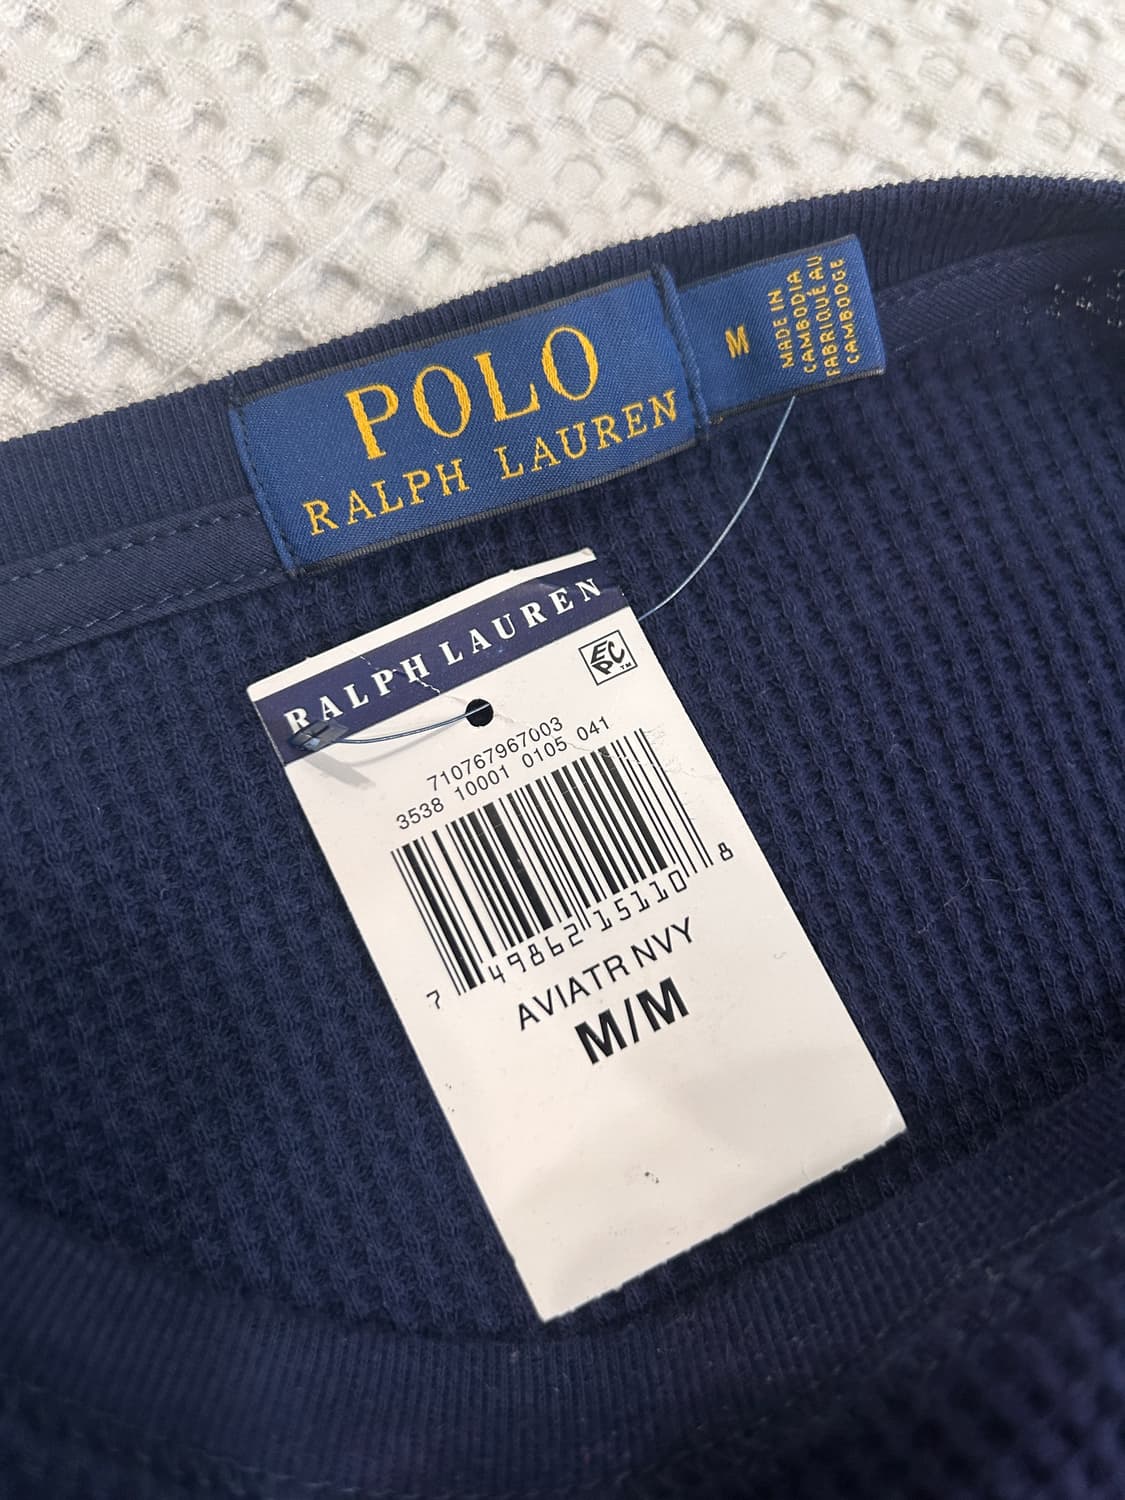 POLO
RALPH LAUREN
M
MADE IN
CAMBODIA
FABRIQUÉ AU
CAMBODGE
RALPH LAUREN
EPC™
710767967003
3538 10001 0105 041
7 49862 15110 8
AVIATR NVY
M/M